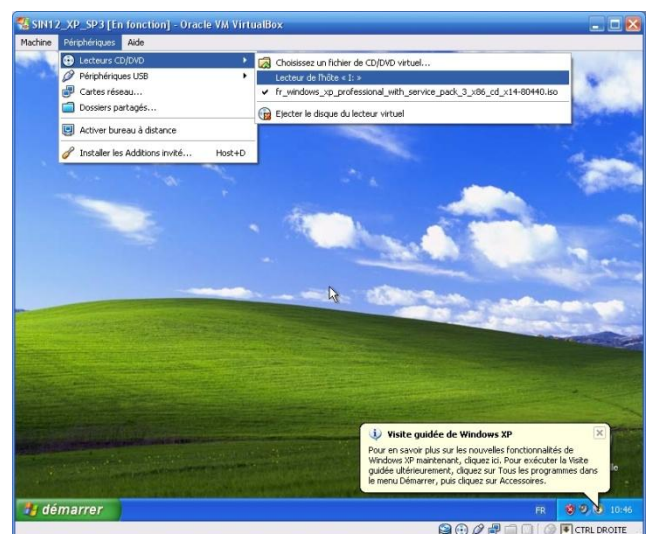 SIN12_XP_SP3 [En fonction] - Oracle VM VirtualBox
Machine Périphériques Aide
Lecteurs CD/DVD
Périphériques USB
Cartes réseau...
Dossiers partagés...
Activer bureau à distance
Installer les Additions invité... Host+D
Choisissez un fichier de CD/DVD virtuel...
Lecteur de l'hôte « I: »
fr_windows_xp_professional_with_service_pack_3_x86_cd_x14-80440.iso
Ejecter le disque du lecteur virtuel
Visite guidée de Windows XP
Pour en savoir plus sur les nouvelles fonctionnalités de
Windows XP maintenant, cliquez ici. Pour exécuter la Visite
guidée ultérieurement, cliquez sur Tous les programmes dans
le menu Démarrer, puis cliquez sur Accessoires.
démarrer
FR
10:46
CTRL DROITE